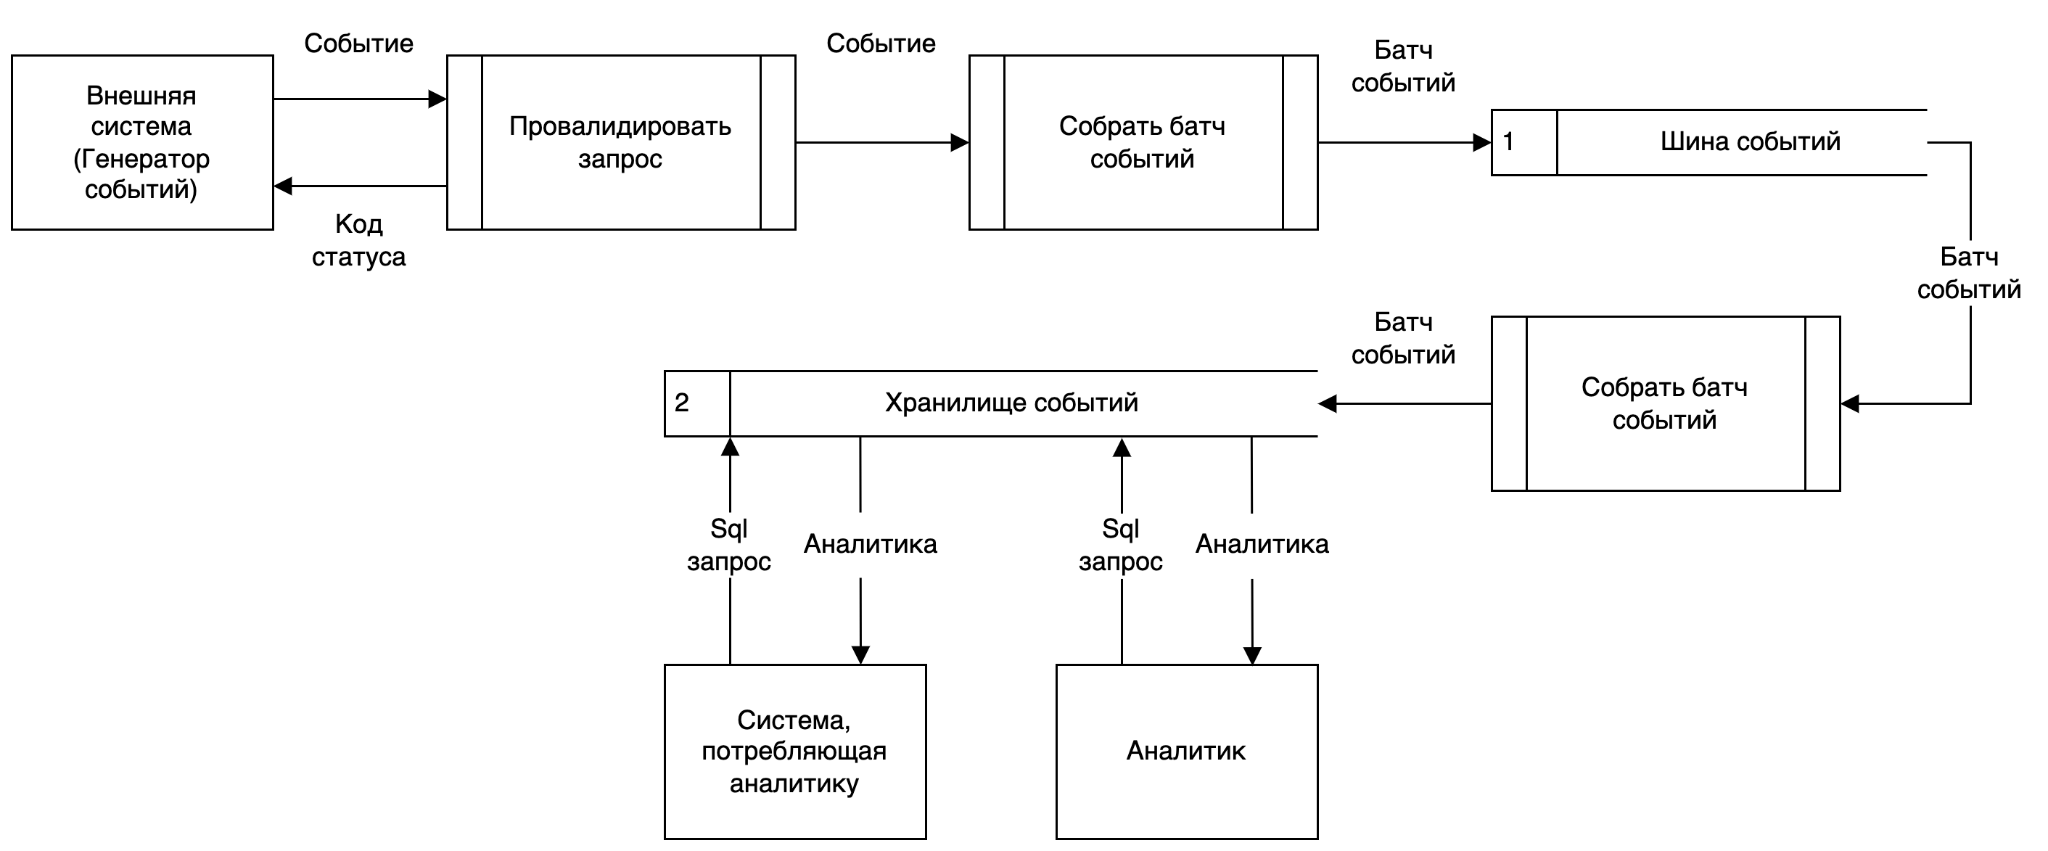 Событие
Внешняя
система
(Генератор
событий)
Код
статуса
Провалидировать
запрос
Событие
Собрать батч
событий
Батч
событий
1
Шина событий
Батч
событий
Собрать батч
событий
Батч
событий
2
Хранилище событий
Sql
запрос
Аналитика
Sql
запрос
Аналитика
Система,
потребляющая
аналитику
Аналитик